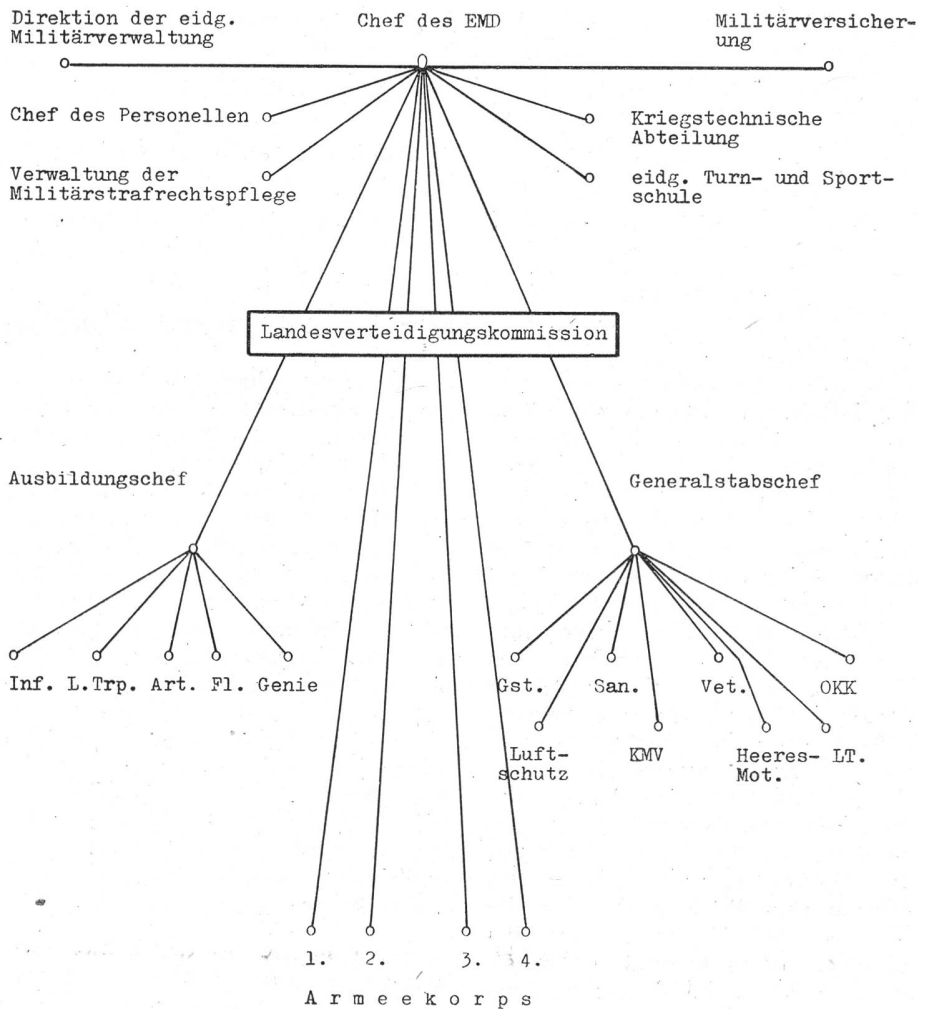 Direktion der eidg.
Militärverwaltung
Chef des EMD
Militärversicher-
ung
Chef des Personellen
Kriegstechnische
Abteilung
Verwaltung der
Militärstrafrechtspflege
eidg. Turn- und Sport-
schule
Landesverteidigungskommission
Ausbildungschef
Generalstabschef
Inf. L.Trp. Art. Fl. Genie
Gst. San. Vet. OKK
Luft-
schutz
KMV
Heeres-
Mot.
LT.
1. 2. 3. 4.
Armeekorps